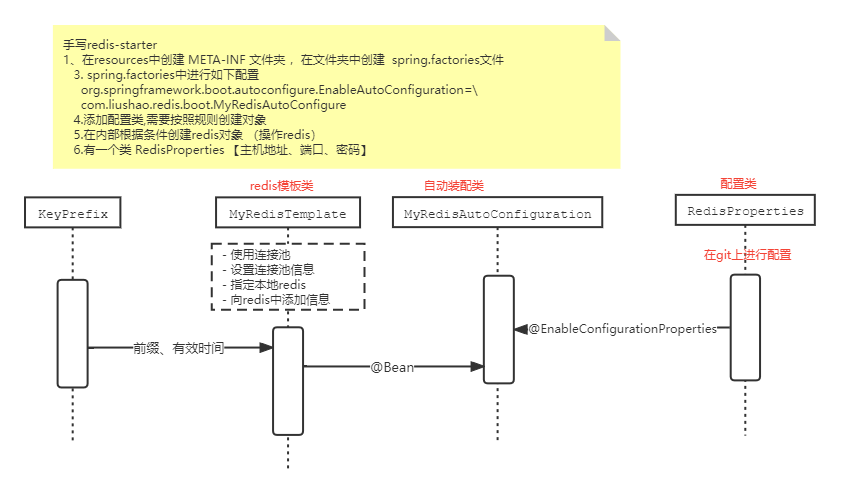 手写redis-starter
1、在resources中创建 META-INF 文件夹 ，在文件夹中创建 spring.factories文件
3. spring.factories中进行如下配置
org.springframework.boot.autoconfigure.EnableAutoConfiguration=\
com.liushao.redis.boot.MyRedisAutoConfigure
4.添加配置类,需要按照规则创建对象
5.在内部根据条件创建redis对象 （操作redis）
6.有一个类 RedisProperties 【主机地址、端口、密码】
redis模板类
自动装配类
配置类
KeyPrefix
MyRedisTemplate
MyRedisAutoConfiguration
RedisProperties
- 使用连接池
- 设置连接池信息
- 指定本地redis
- 向redis中添加信息
在git上进行配置
@EnableConfigurationProperties
前缀、有效时间
@Bean